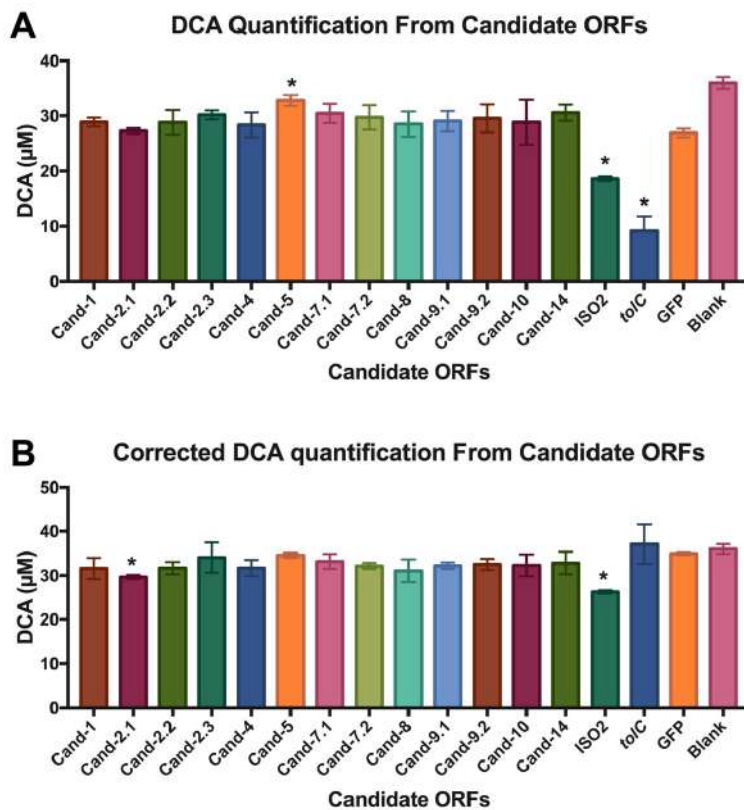 A
DCA Quantification From Candidate ORFs
40
30
20
10
0
DCA (µM)
*
*
*
Cand-1
Cand-2.1
Cand-2.2
Cand-2.3
Cand-4
Cand-5
Cand-7.1
Cand-7.2
Cand-8
Cand-9.1
Cand-9.2
Cand-10
Cand-14
ISO2
tolC
GFP
Blank
Candidate ORFs
B
Corrected DCA quantification From Candidate ORFs
50
40
30
20
10
0
DCA (µM)
*
*
Cand-1
Cand-2.1
Cand-2.2
Cand-2.3
Cand-4
Cand-5
Cand-7.1
Cand-7.2
Cand-8
Cand-9.1
Cand-9.2
Cand-10
Cand-14
ISO2
tolC
GFP
Blank
Candidate ORFs